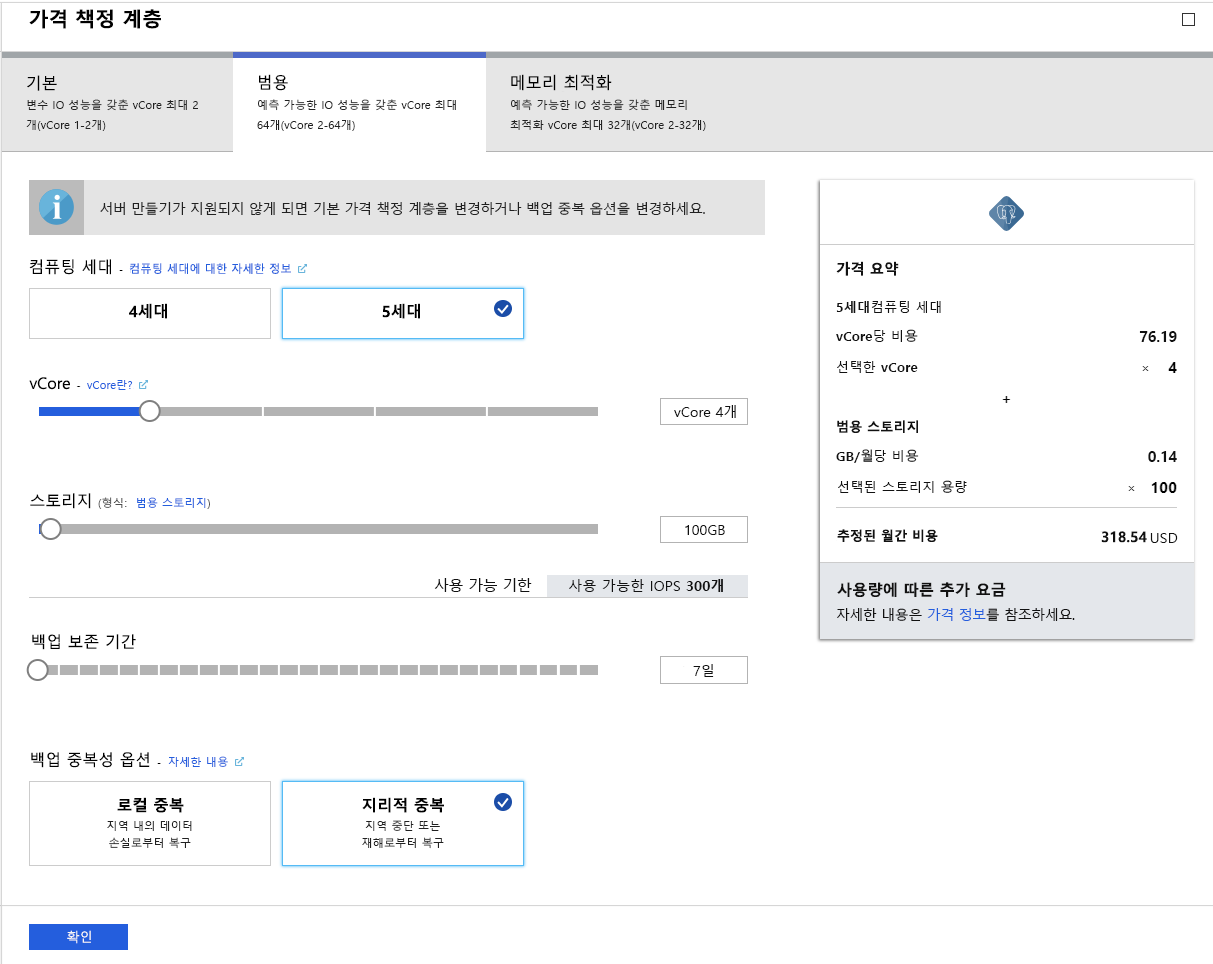 가격 책정 계층
기본
변수 IO 성능을 갖춘 vCore 최대 2
개(vCore 1-2개)
범용
예측 가능한 IO 성능을 갖춘 vCore 최대
64개(vCore 2-64개)
메모리 최적화
예측 가능한 IO 성능을 갖춘 메모리
최적화 vCore 최대 32개(vCore 2-32개)
서버 만들기가 지원되지 않게 되면 기본 가격 책정 계층을 변경하거나 백업 중복 옵션을 변경하세요.
컴퓨팅 세대 - 컴퓨팅 세대에 대한 자세한 정보
4세대
5세대
vCore - vCore란?
vCore 4개
스토리지 (형식: 범용 스토리지)
100GB
사용 가능 기한
사용 가능한 IOPS 300개
백업 보존 기간
7일
백업 중복성 옵션 - 자세한 내용
로컬 중복
지역 내의 데이터
손실로부터 복구
지리적 중복
지역 중단 또는
재해로부터 복구
확인
가격 요약
5세대컴퓨팅 세대
vCore당 비용 76.19
선택한 vCore × 4
+
범용 스토리지
GB/월당 비용 0.14
선택된 스토리지 용량 × 100
추정된 월간 비용 318.54 USD
사용량에 따른 추가 요금
자세한 내용은 가격 정보를 참조하세요.